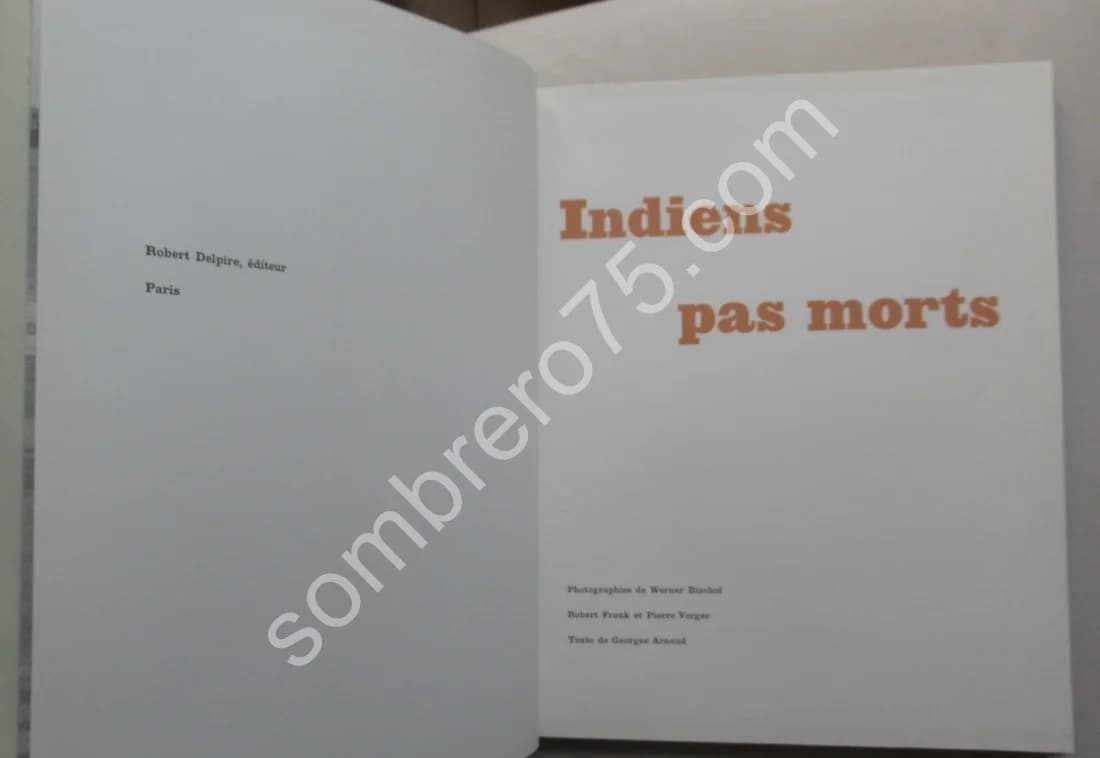 Robert Delpire, éditeur
Paris
Indiens
pas morts
Photographies de Werner Bischof
Robert Frank et Pierre Verger
Texte de Georges Arnaud
sombrero75.com